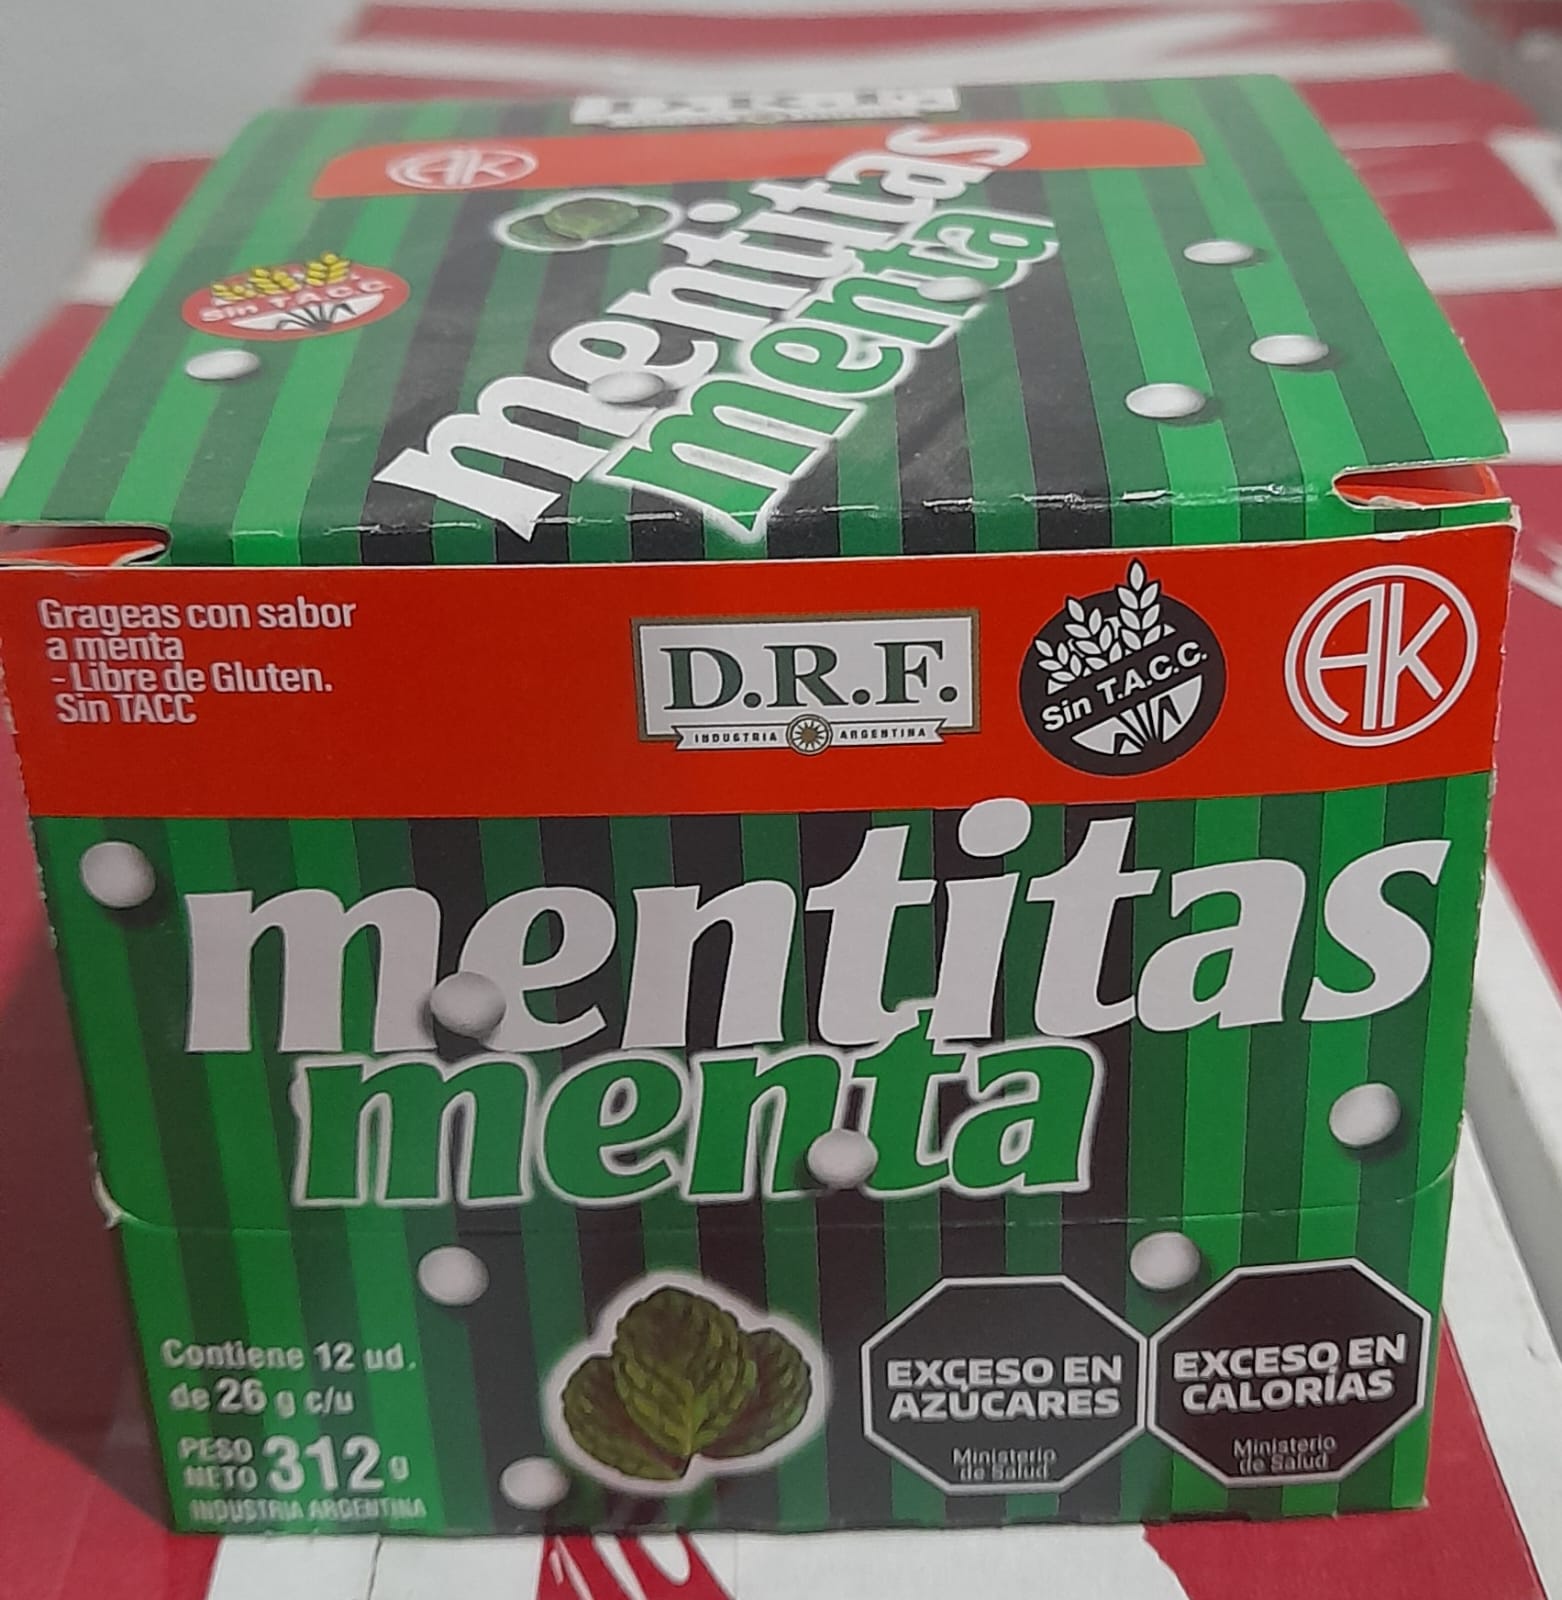 AK
Sin T.A.C.C.
mentitas
menta
Grageas con sabor
a menta
- Libre de Gluten.
Sin TACC
D.R.F.
INDUSTRIA ARGENTINA
Sin T.A.C.C.
AK
mentitas
menta
Contiene 12 ud.
de 26 g c/u
PESO
NETO 312 g
INDUSTRIA ARGENTINA
EXCESO EN
AZÚCARES
Ministerio
de Salud
EXCESO EN
CALORÍAS
Ministerio
de Salud